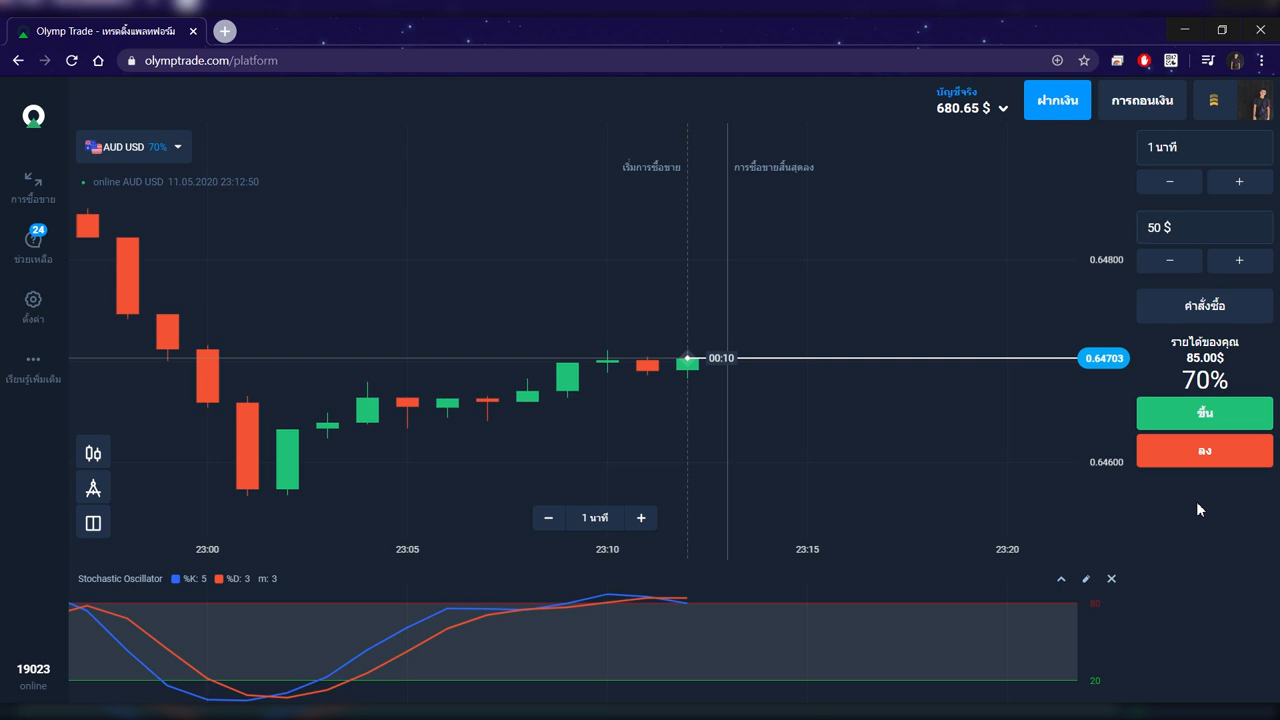 Olymp Trade - เทรดดิ้งแพลทฟอร์ม
olymptrade.com/platform
บัญชีจริง
680.65 $
ฝากเงิน
การถอนเงิน
AUD USD 70%
online AUD USD 11.05.2020 23:12:50
เริ่มการซื้อขาย
การซื้อขายสิ้นสุดลง
1 นาที
50 $
คำสั่งซื้อ
รายได้ของคุณ
85.00$
70%
ขึ้น
ลง
การซื้อขาย
24
ช่วยเหลือ
ตั้งค่า
เรียนรู้เพิ่มเติม
0.64800
00:10
0.64703
0.64600
1 นาที
23:00
23:05
23:10
23:15
23:20
Stochastic Oscillator %K: 5 %D: 3 m: 3
80
20
19023
online